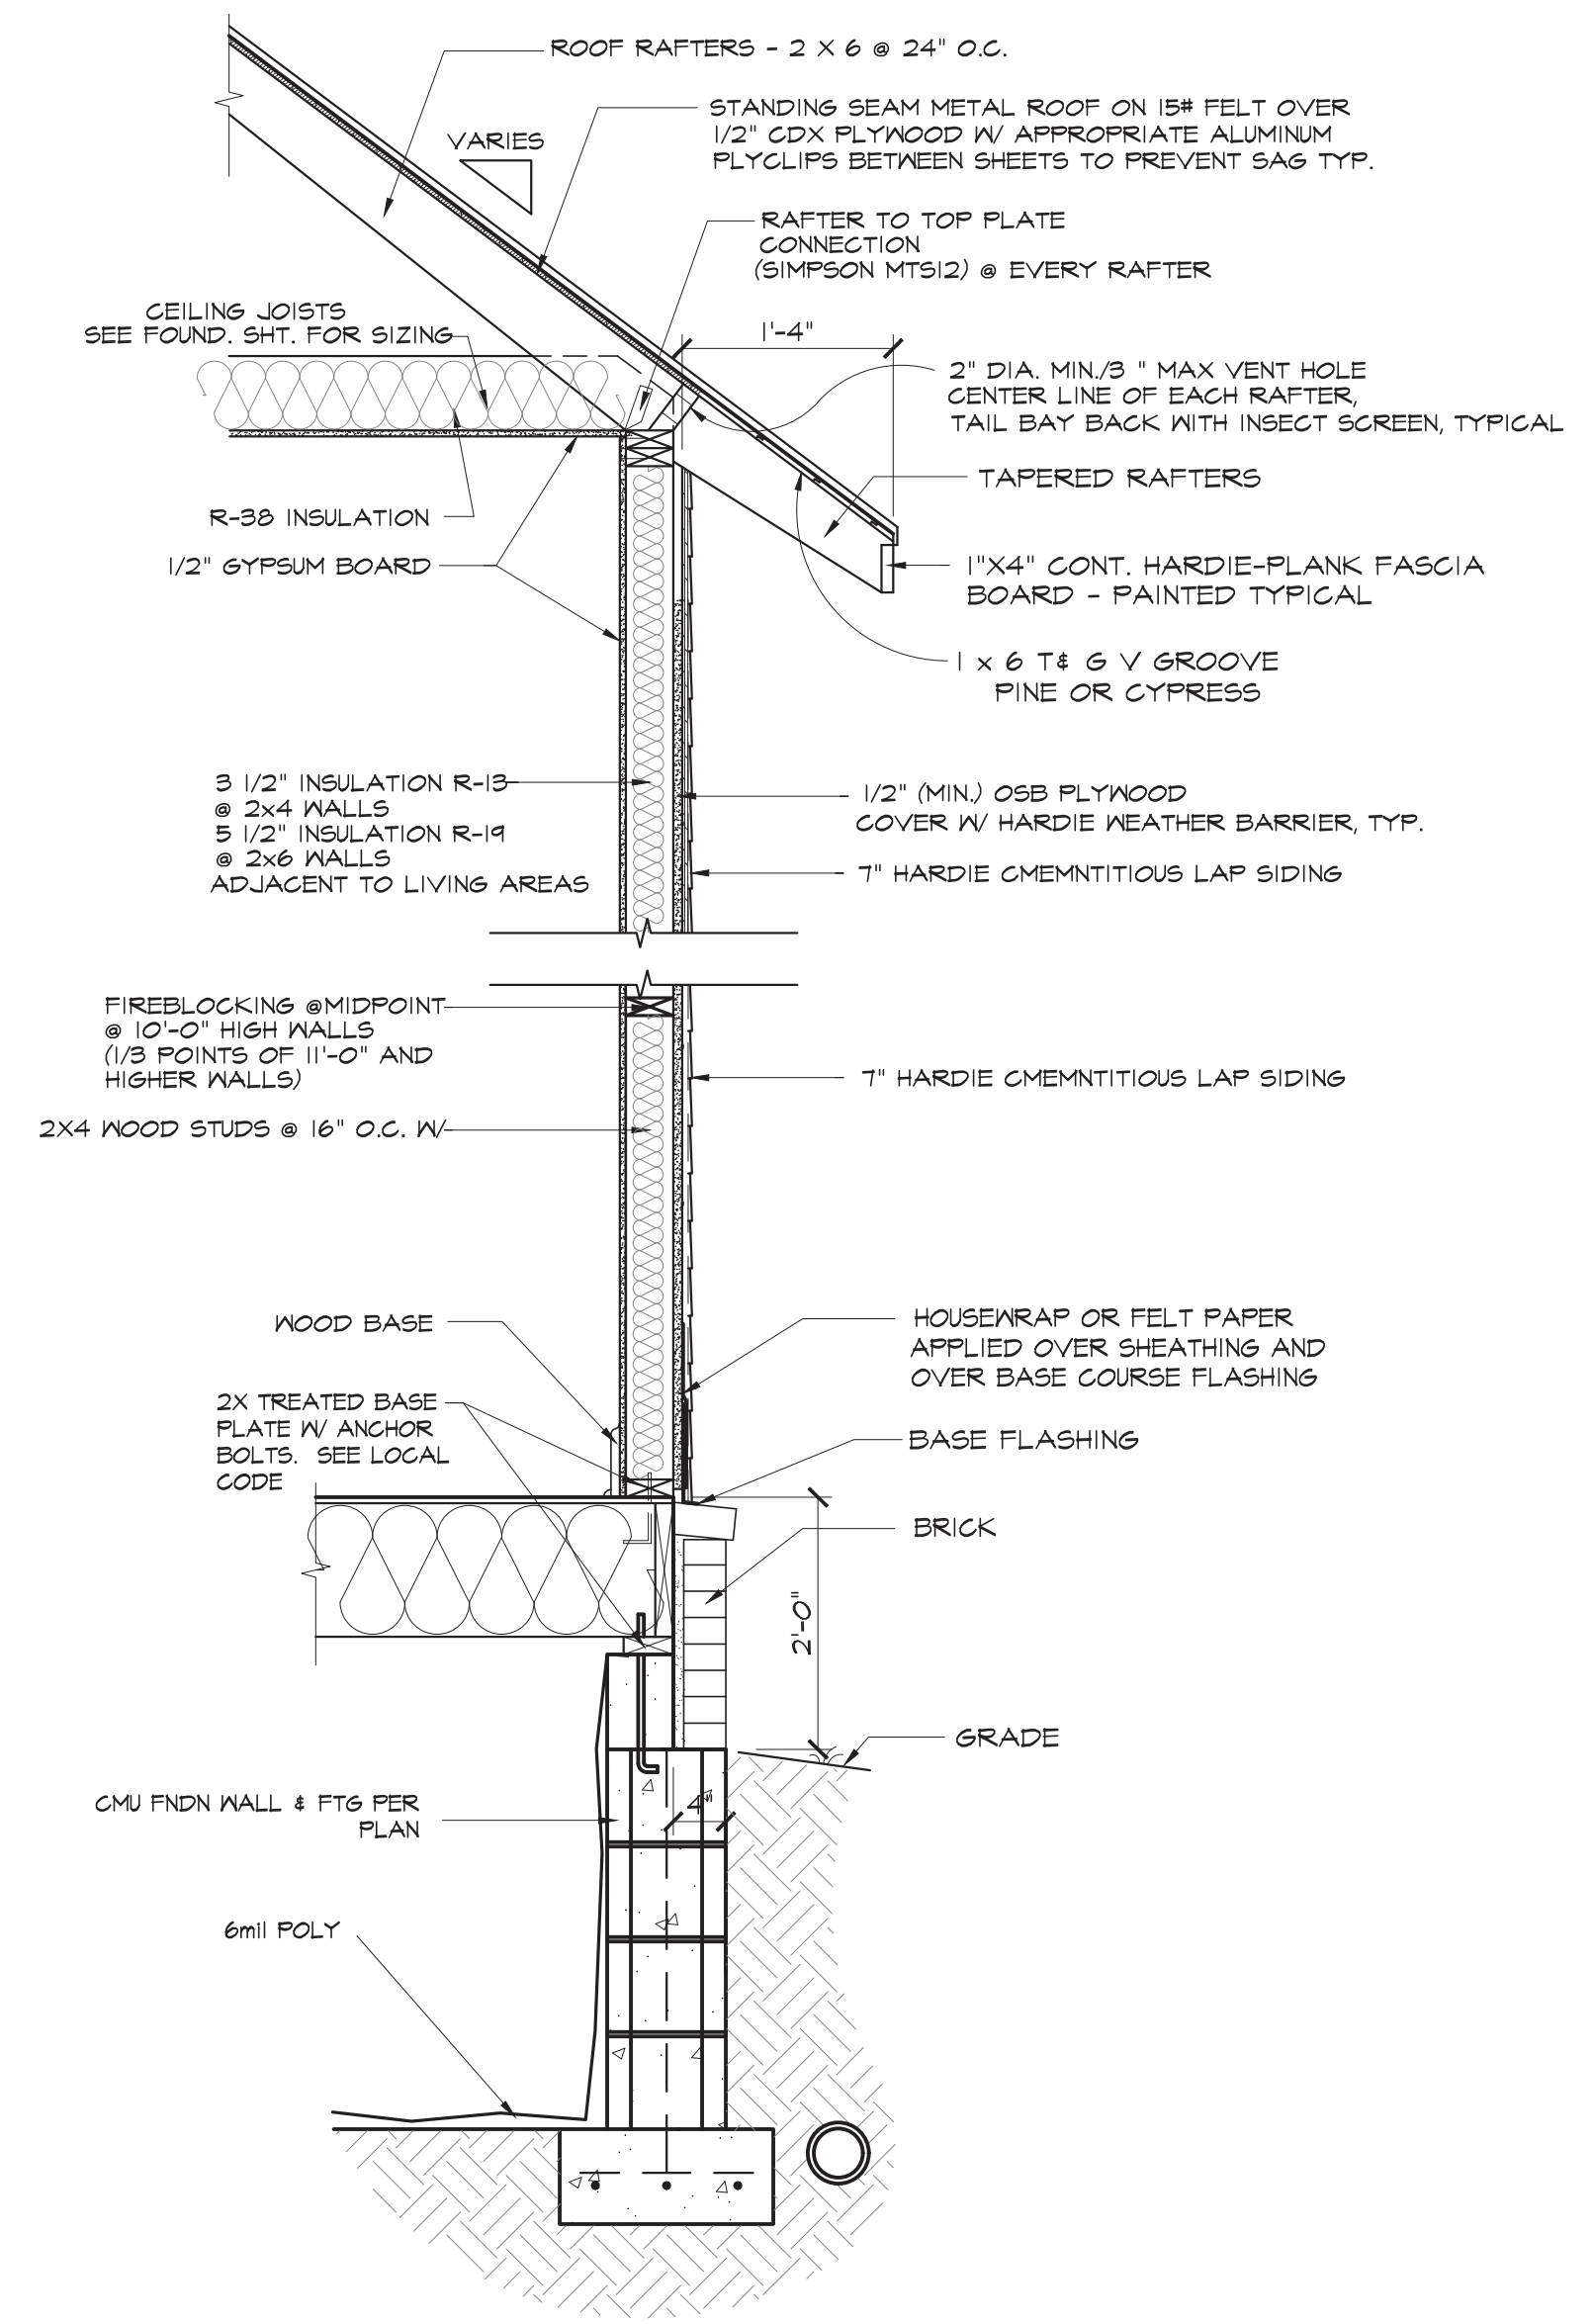 ROOF RAFTERS - 2 X 6 @ 24" O.C.
STANDING SEAM METAL ROOF ON 15# FELT OVER
1/2" CDX PLYWOOD W/ APPROPRIATE ALUMINUM
PLYCLIPS BETWEEN SHEETS TO PREVENT SAG TYP.
VARIES
RAFTER TO TOP PLATE
CONNECTION
(SIMPSON MTS12) @ EVERY RAFTER
CEILING JOISTS
SEE FOUND. SHT. FOR SIZING
1'-4"
2" DIA. MIN./3 " MAX VENT HOLE
CENTER LINE OF EACH RAFTER,
TAIL BAY BACK WITH INSECT SCREEN, TYPICAL
TAPERED RAFTERS
R-38 INSULATION
1/2" GYPSUM BOARD
1"X4" CONT. HARDIE-PLANK FASCIA
BOARD - PAINTED TYPICAL
1 x 6 T& G V GROOVE
PINE OR CYPRESS
3 1/2" INSULATION R-13
@ 2x4 WALLS
5 1/2" INSULATION R-19
@ 2x6 WALLS
ADJACENT TO LIVING AREAS
1/2" (MIN.) OSB PLYWOOD
COVER W/ HARDIE WEATHER BARRIER, TYP.
7" HARDIE CMEMNTITIOUS LAP SIDING
FIREBLOCKING @MIDPOINT
@ 10'-0" HIGH WALLS
(1/3 POINTS OF 11'-0" AND
HIGHER WALLS)
7" HARDIE CMEMNTITIOUS LAP SIDING
2X4 WOOD STUDS @ 16" O.C. W/
WOOD BASE
HOUSEWRAP OR FELT PAPER
APPLIED OVER SHEATHING AND
OVER BASE COURSE FLASHING
2X TREATED BASE
PLATE W/ ANCHOR
BOLTS. SEE LOCAL
CODE
BASE FLASHING
BRICK
2'-0"
GRADE
CMU FNDN WALL & FTG PER
PLAN
4"
6mil POLY